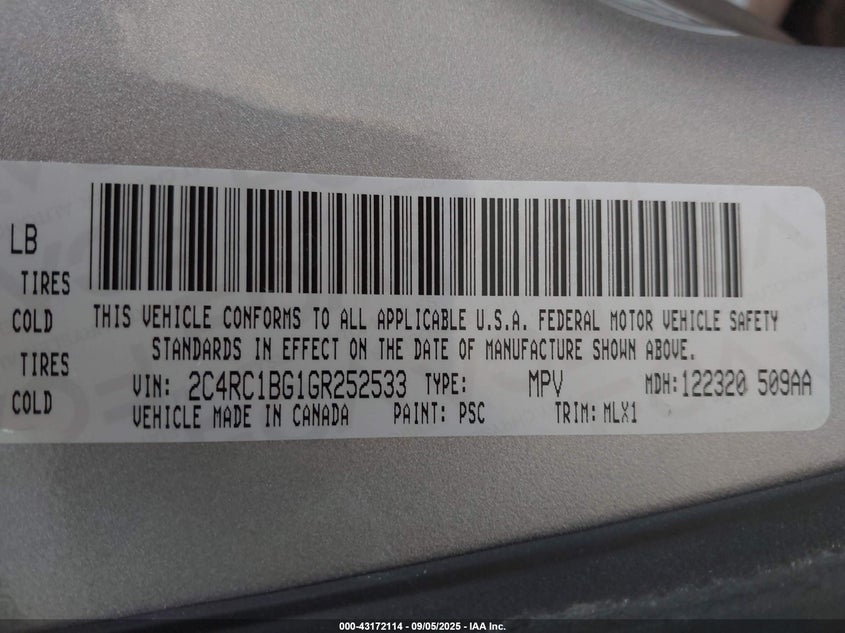 LB
TIRES
COLD
TIRES
COLD
THIS VEHICLE CONFORMS TO ALL APPLICABLE U.S.A. FEDERAL MOTOR VEHICLE SAFETY
STANDARDS IN EFFECT ON THE DATE OF MANUFACTURE SHOWN ABOVE.
VIN: 2C4RC1BG1GR252533 TYPE: MPV MDH:122320 509AA
VEHICLE MADE IN CANADA PAINT: PSC TRIM: MLX1
000-43172114 - 09/05/2025 - IAA Inc.